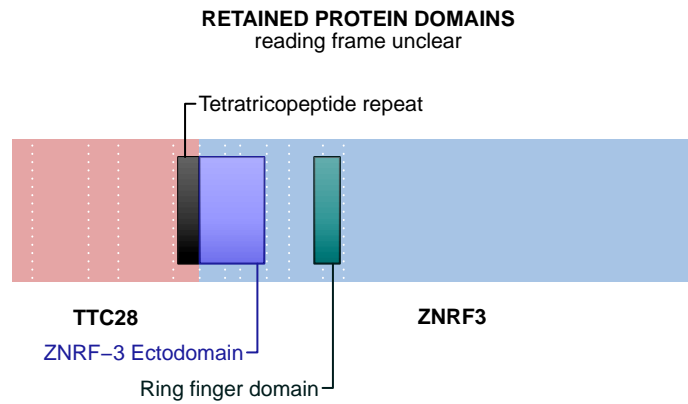 RETAINED PROTEIN DOMAINS
reading frame unclear
Tetratricopeptide repeat
TTC28
ZNRF3
ZNRF−3 Ectodomain
Ring finger domain